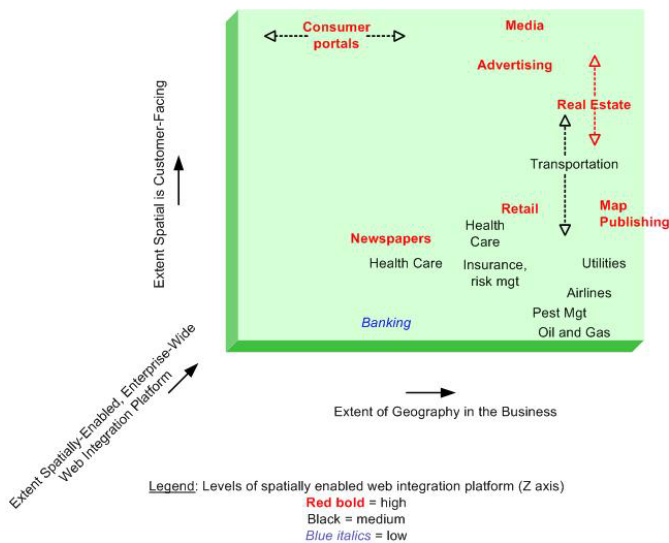 Consumer
portals
Media
Advertising
Real Estate
Transportation
Retail
Map
Publishing
Health
Care
Newspapers
Health Care
Insurance,
risk mgt
Utilities
Airlines
Pest Mgt
Banking
Oil and Gas
Extent Spatial is Customer-Facing
Extent Spatially-Enabled, Enterprise-Wide
Web Integration Platform
Extent of Geography in the Business
Legend: Levels of spatially enabled web integration platform (Z axis)
Red bold = high
Black = medium
Blue italics = low